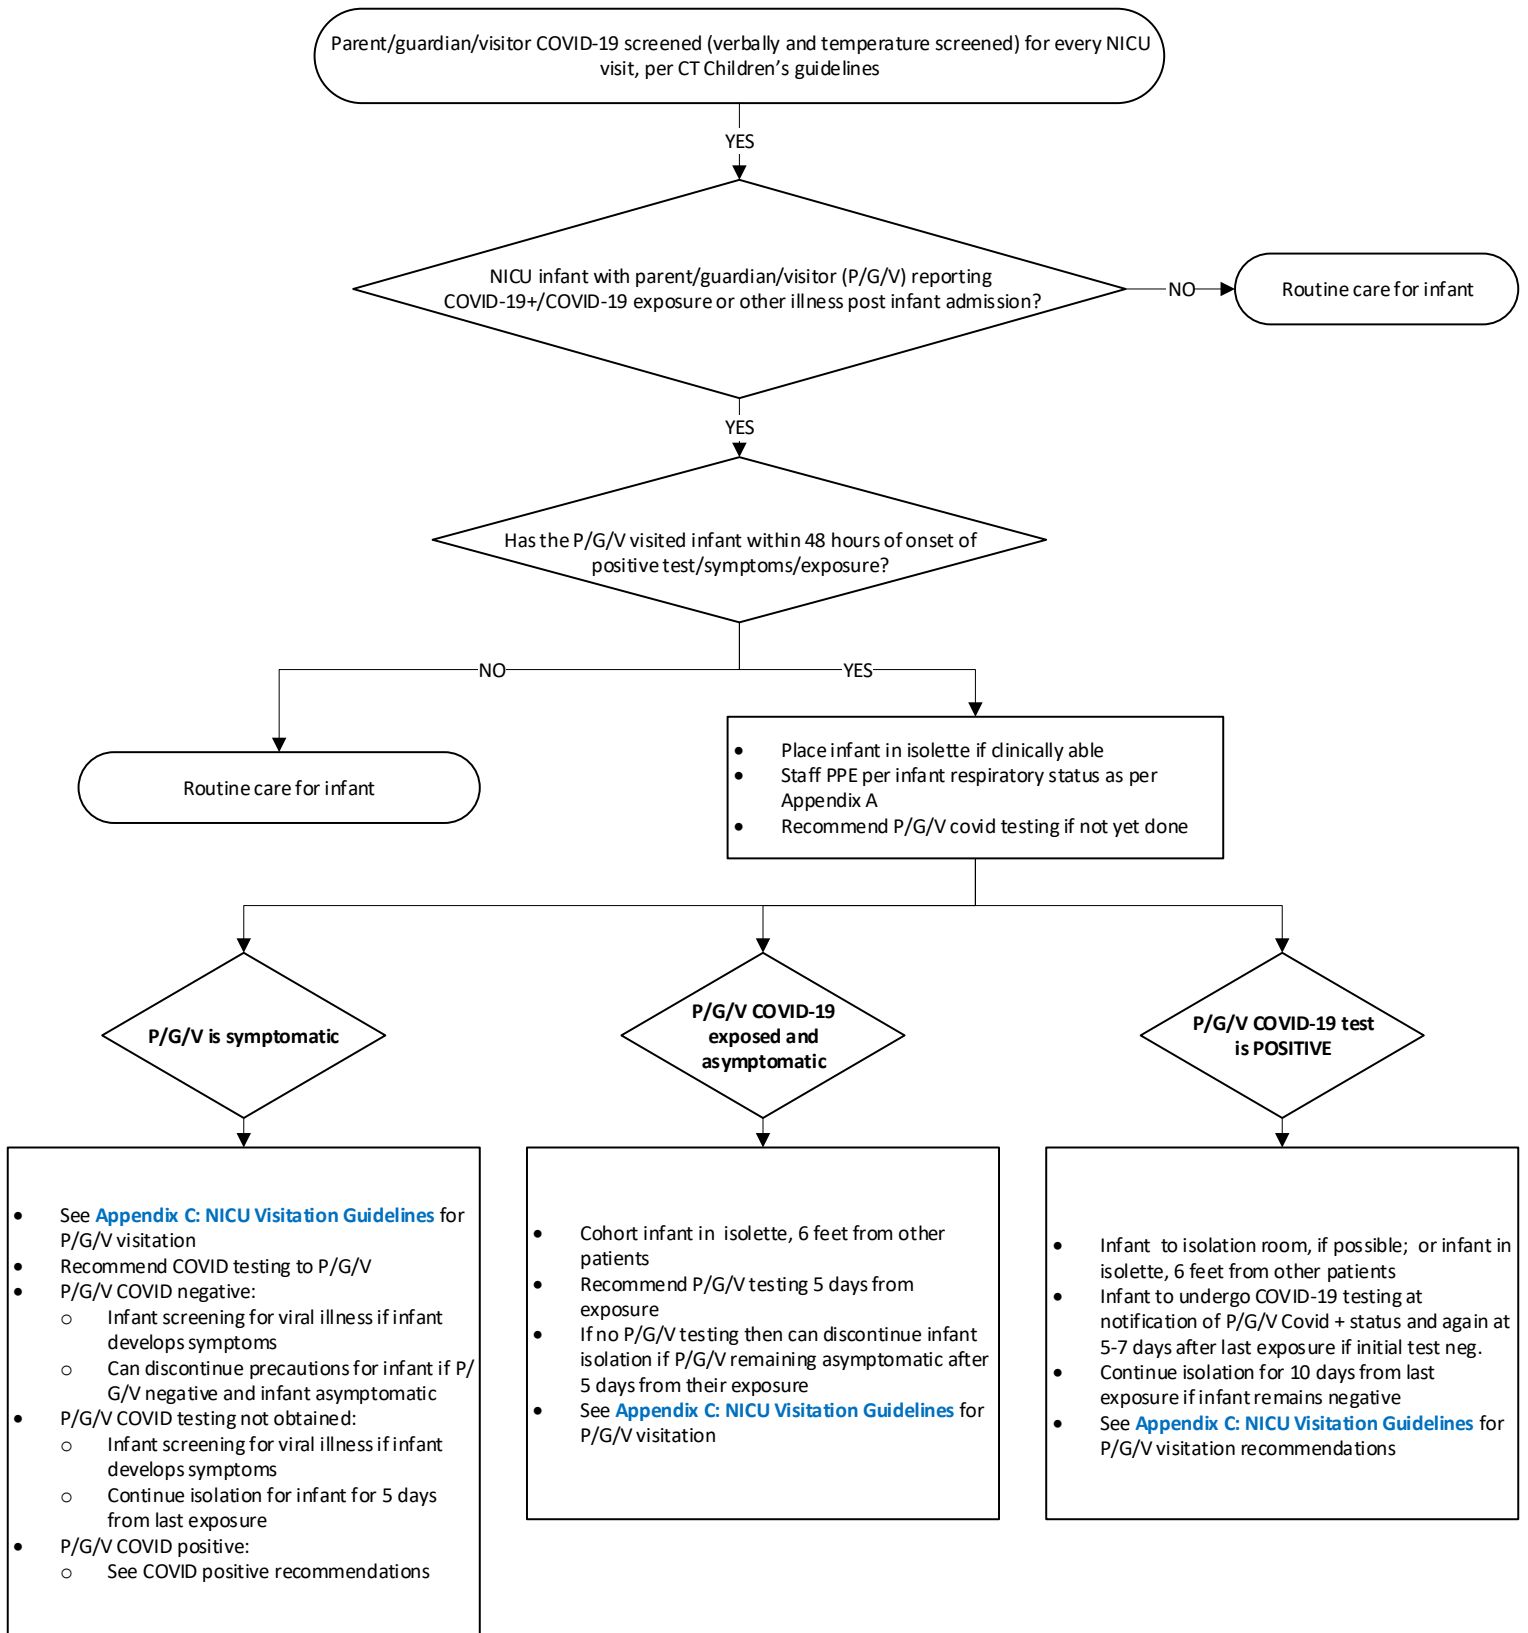 Parent/guardian/visitor COVID-19 screened (verbally and temperature screened) for every NICU
visit, per CT Children's guidelines
YES
NICU infant with parent/guardian/visitor (P/G/V) reporting
COVID-19+/COVID-19 exposure or other illness post infant admission?
NO
Routine care for infant
YES
Has the P/G/V visited infant within 48 hours of onset of
positive test/symptoms/exposure?
NO
YES
Routine care for infant
• Place infant in isolette if clinically able
• Staff PPE per infant respiratory status as per
Appendix A
• Recommend P/G/V covid testing if not yet done
P/G/V is symptomatic
P/G/V COVID-19
exposed and
asymptomatic
P/G/V COVID-19 test
is POSITIVE
• See Appendix C: NICU Visitation Guidelines for
P/G/V visitation
• Recommend COVID testing to P/G/V
• P/G/V COVID negative:
o Infant screening for viral illness if infant
develops symptoms
o Can discontinue precautions for infant if P/
G/V negative and infant asymptomatic
• P/G/V COVID testing not obtained:
o Infant screening for viral illness if infant
develops symptoms
o Continue isolation for infant for 5 days
from last exposure
• P/G/V COVID positive:
o See COVID positive recommendations
• Cohort infant in isolette, 6 feet from other
patients
• Recommend P/G/V testing 5 days from
exposure
• If no P/G/V testing then can discontinue infant
isolation if P/G/V remaining asymptomatic after
5 days from their exposure
• See Appendix C: NICU Visitation Guidelines for
P/G/V visitation
• Infant to isolation room, if possible; or infant in
isolette, 6 feet from other patients
• Infant to undergo COVID-19 testing at
notification of P/G/V Covid + status and again at
5-7 days after last exposure if initial test neg.
• Continue isolation for 10 days from last
exposure if infant remains negative
• See Appendix C: NICU Visitation Guidelines for
P/G/V visitation recommendations